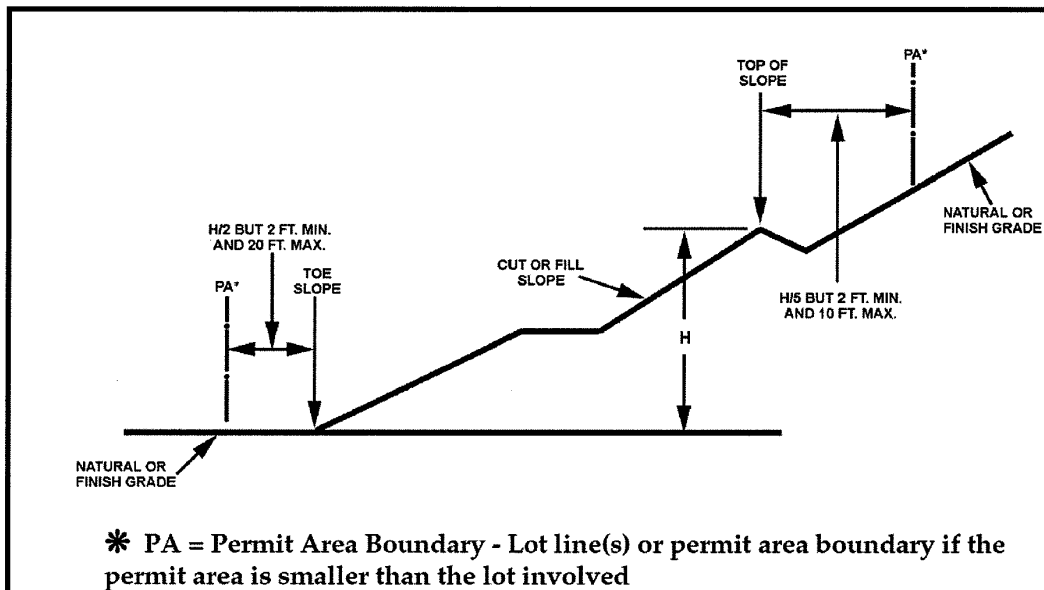 PA*
TOP OF
SLOPE
H/2 BUT 2 FT. MIN.
AND 20 FT. MAX.
TOE
SLOPE
PA*
CUT OR FILL
SLOPE
NATURAL OR
FINISH GRADE
H/5 BUT 2 FT. MIN.
AND 10 FT. MAX.
H
NATURAL OR
FINISH GRADE
* PA = Permit Area Boundary - Lot line(s) or permit area boundary if the
permit area is smaller than the lot involved